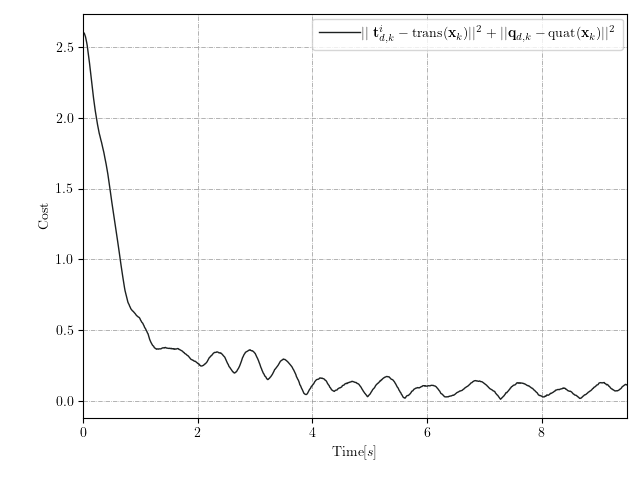 || t^i_{d,k} − trans(x_k)||^2 + ||q_{d,k} − quat(x_k)||^2
2.5
2.0
1.5
1.0
0.5
0.0
Cost
0 2 4 6 8
Time[s]